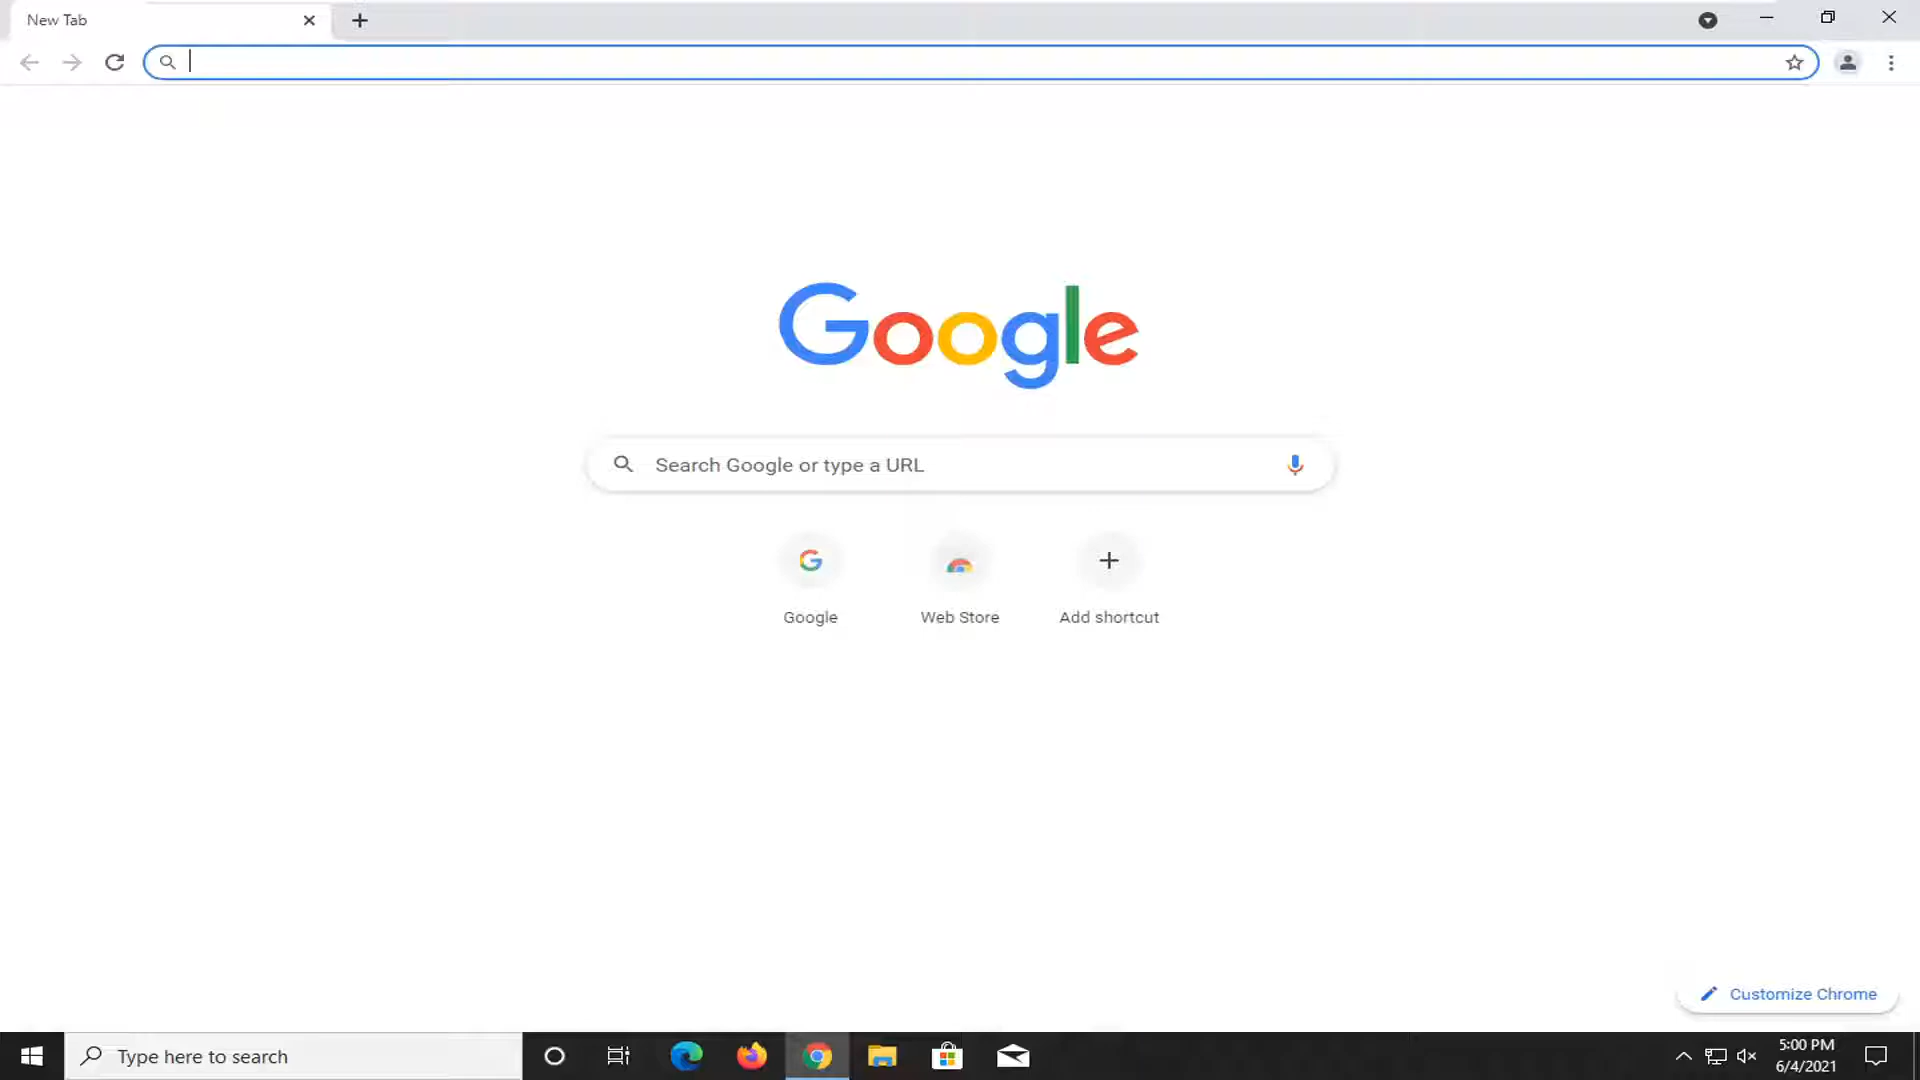 New Tab
Google
Search Google or type a URL
Google
Web Store
Add shortcut
Customize Chrome
Type here to search
5:00 PM
6/4/2021